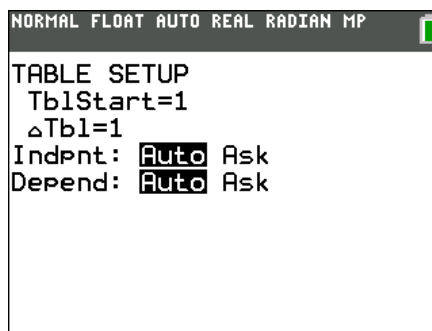 NORMAL FLOAT AUTO REAL RADIAN MP
TABLE SETUP
TblStart=1
△Tbl=1
Indpnt: Auto Ask
Depend: Auto Ask